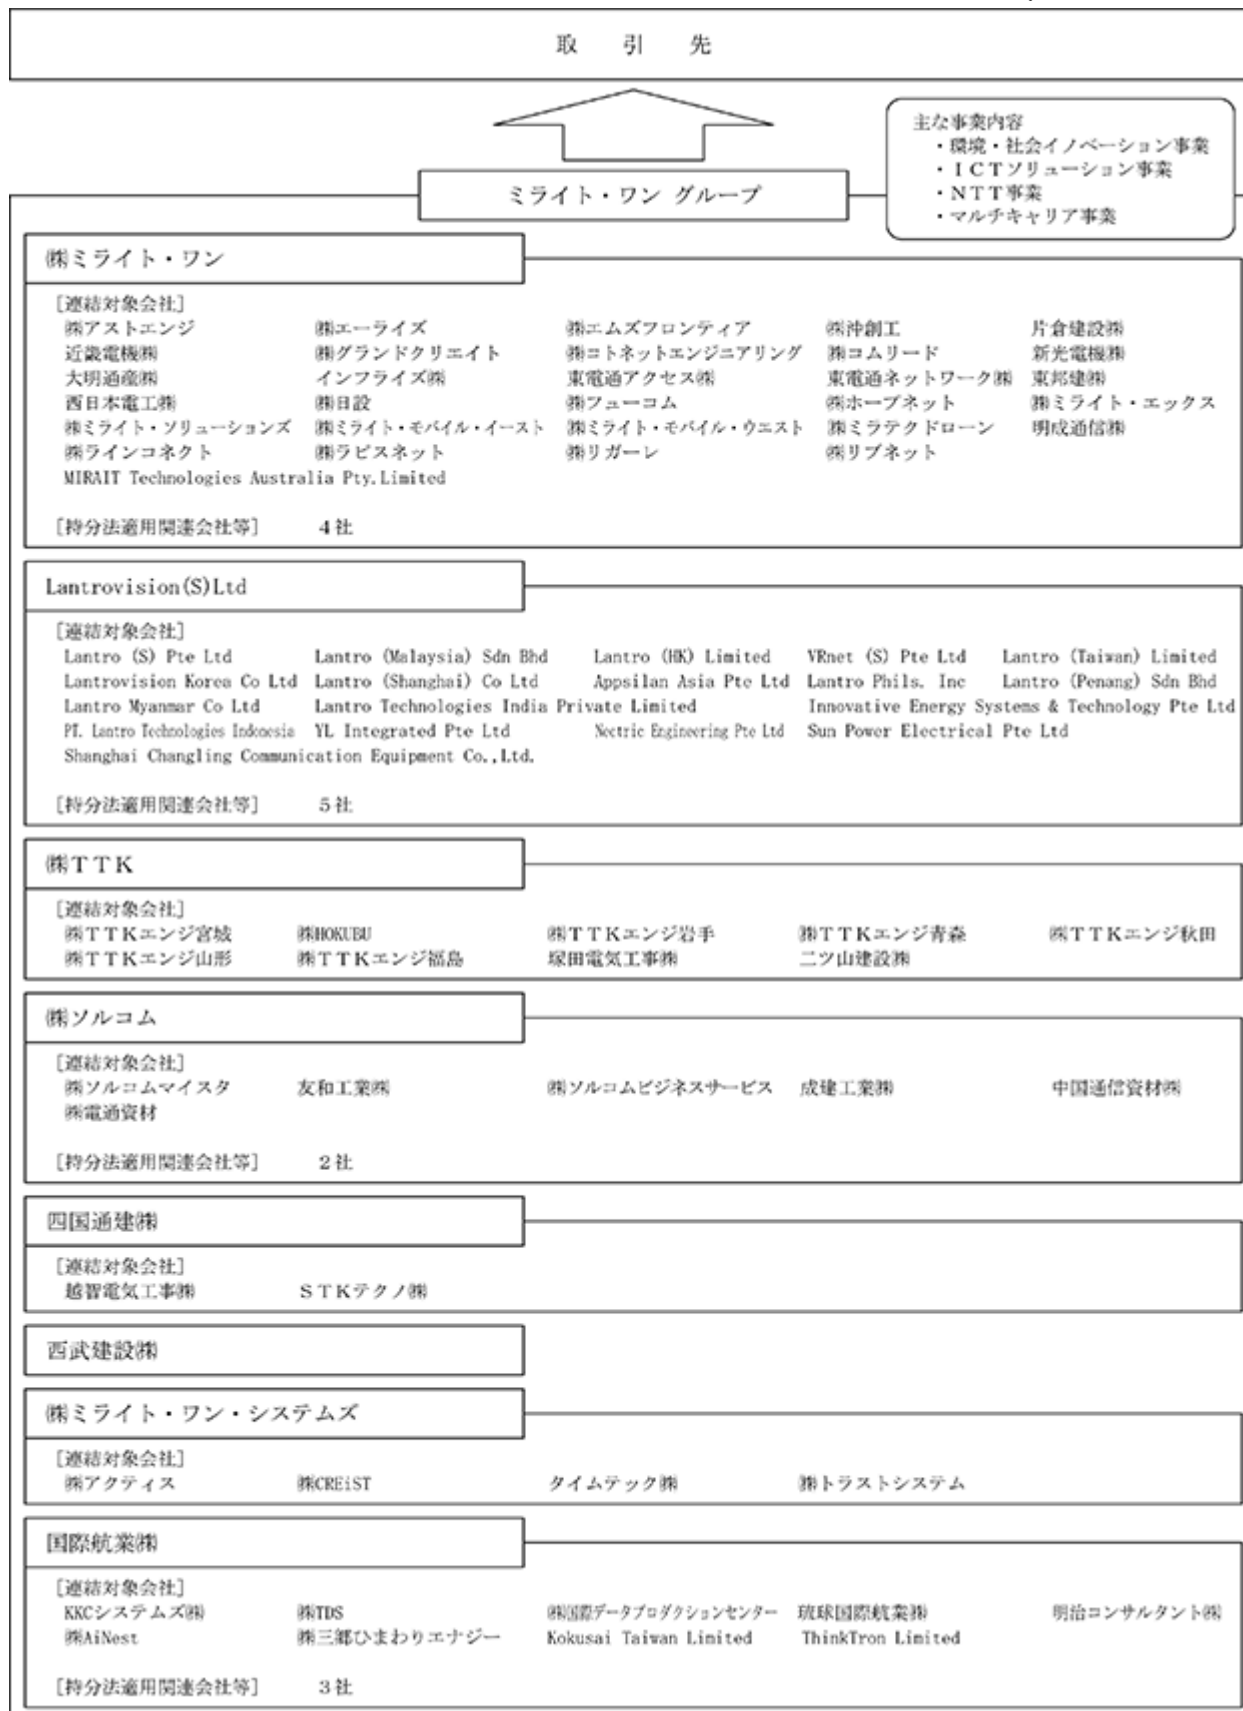 取 引 先
主な事業内容
・環境・社会イノベーション事業
・ICTソリューション事業
・NTT事業
・マルチキャリア事業
ミライト・ワン グループ
㈱ミライト・ワン
[連結対象会社]
㈱アストエンジ ㈱エーライズ ㈱エムズフロンティア ㈱沖創工 片倉建設㈱
近畿電機㈱ ㈱グランドクリエイト ㈱コトネットエンジニアリング ㈱コムリード 新光電機㈱
大明通産㈱ インフライズ㈱ 東電通アクセス㈱ 東電通ネットワーク㈱ 東邦建㈱
西日本電工㈱ ㈱日設 ㈱フューコム ㈱ホープネット ㈱ミライト・エックス
㈱ミライト・ソリューションズ ㈱ミライト・モバイル・イースト ㈱ミライト・モバイル・ウエスト ㈱ミラテクドローン 明成通信㈱
㈱ラインコネクト ㈱ラピスネット ㈱リガーレ ㈱リブネット
MIRAIT Technologies Australia Pty.Limited
[持分法適用関連会社等] 4社
Lantrovision(S)Ltd
[連結対象会社]
Lantro (S) Pte Ltd Lantro (Malaysia) Sdn Bhd Lantro (HK) Limited VRnet (S) Pte Ltd Lantro (Taiwan) Limited
Lantrovision Korea Co Ltd Lantro (Shanghai) Co Ltd Appsilan Asia Pte Ltd Lantro Phils. Inc Lantro (Penang) Sdn Bhd
Lantro Myanmar Co Ltd Lantro Technologies India Private Limited Innovative Energy Systems & Technology Pte Ltd
PT. Lantro Technologies Indonesia YL Integrated Pte Ltd Nectric Engineering Pte Ltd Sun Power Electrical Pte Ltd
Shanghai Changling Communication Equipment Co.,Ltd.
[持分法適用関連会社等] 5社
㈱TTK
[連結対象会社]
㈱TTKエンジ宮城 ㈱HOKUBU ㈱TTKエンジ岩手 ㈱TTKエンジ青森 ㈱TTKエンジ秋田
㈱TTKエンジ山形 ㈱TTKエンジ福島 塚田電気工事㈱ 二ツ山建設㈱
㈱ソルコム
[連結対象会社]
㈱ソルコムマイスタ 友和工業㈱ ㈱ソルコムビジネスサービス 成建工業㈱ 中国通信資材㈱
㈱電通資材
[持分法適用関連会社等] 2社
四国通建㈱
[連結対象会社]
越智電気工事㈱ STKテクノ㈱
西武建設㈱
㈱ミライト・ワン・システムズ
[連結対象会社]
㈱アクティス ㈱CREiST タイムテック㈱ ㈱トラストシステム
国際航業㈱
[連結対象会社]
KKCシステムズ㈱ ㈱TDS ㈱国際データプロダクションセンター 琉球国際航業㈱ 明治コンサルタント㈱
㈱AiNest ㈱三郷ひまわりエナジー Kokusai Taiwan Limited ThinkTron Limited
[持分法適用関連会社等] 3社